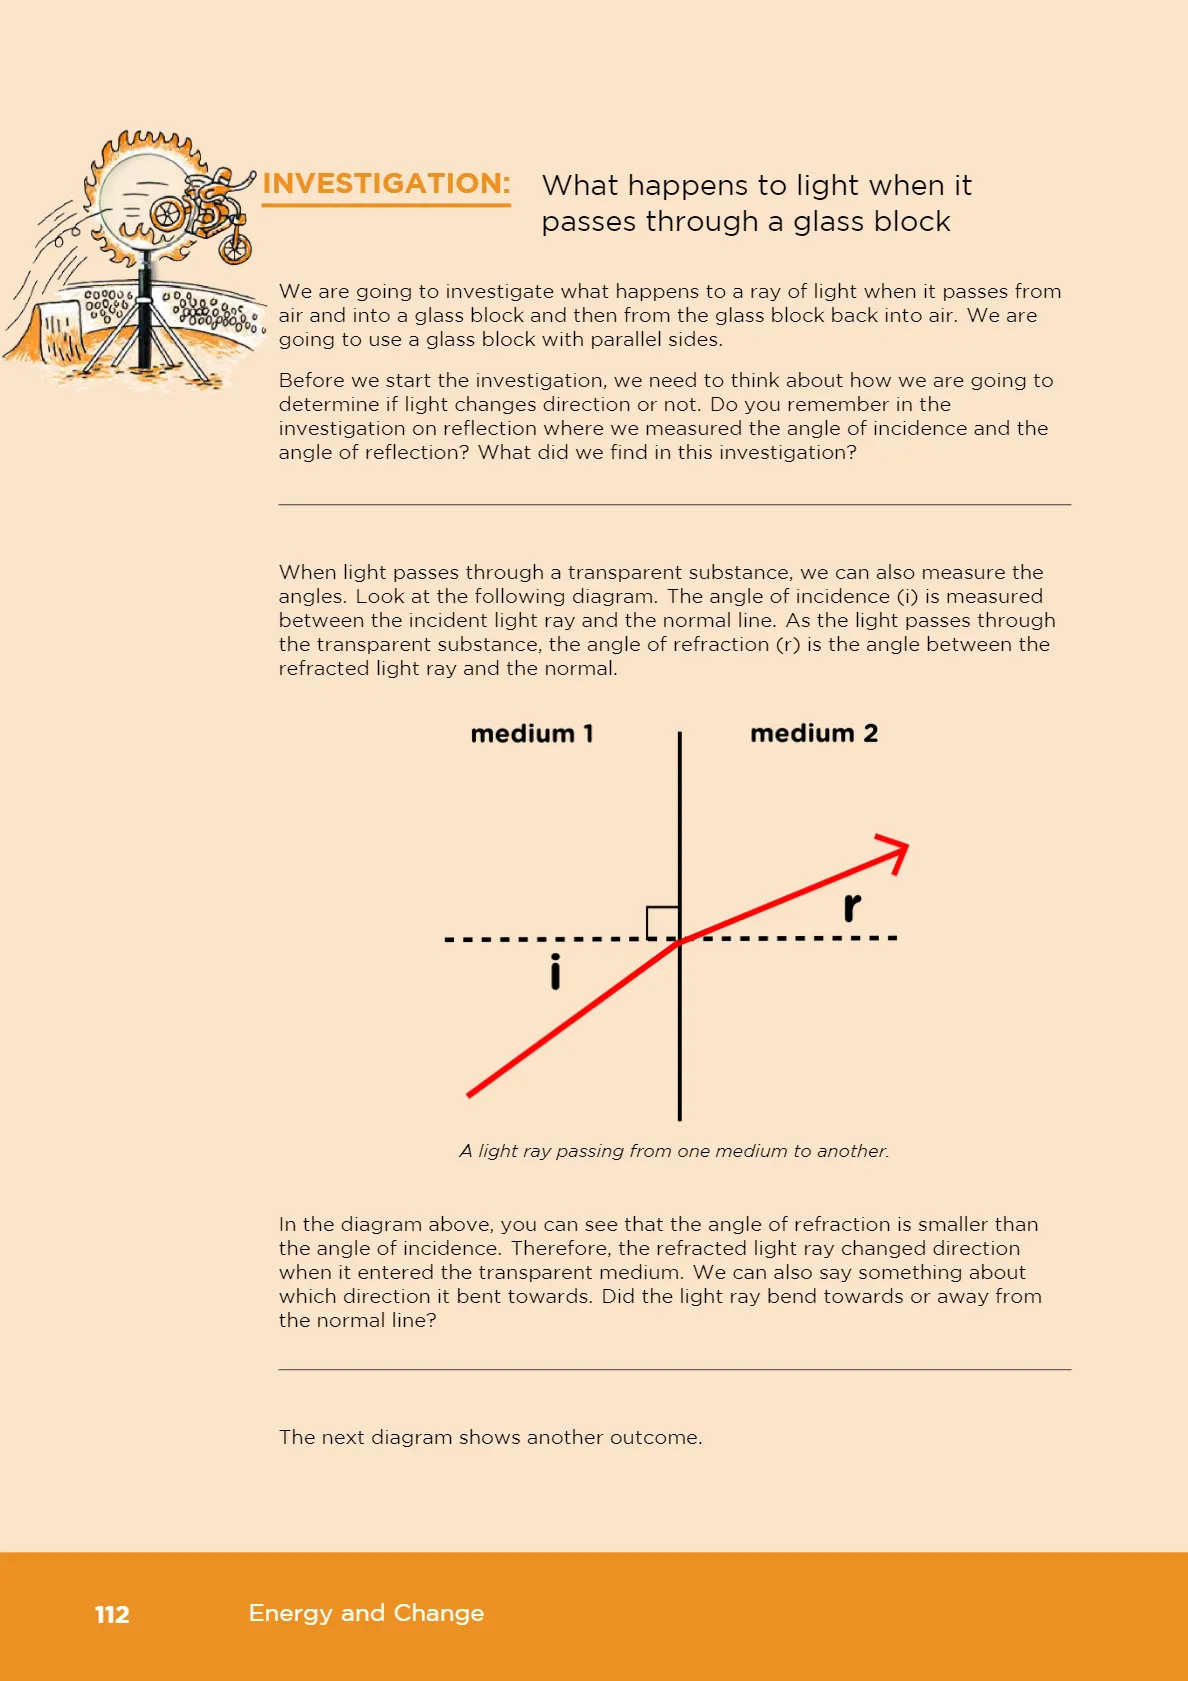 INVESTIGATION:
What happens to light when it
passes through a glass block
We are going to investigate what happens to a ray of light when it passes from
air and into a glass block and then from the glass block back into air. We are
going to use a glass block with parallel sides.
Before we start the investigation, we need to think about how we are going to
determine if light changes direction or not. Do you remember in the
investigation on reflection where we measured the angle of incidence and the
angle of reflection? What did we find in this investigation?
When light passes through a transparent substance, we can also measure the
angles. Look at the following diagram. The angle of incidence (i) is measured
between the incident light ray and the normal line. As the light passes through
the transparent substance, the angle of refraction (r) is the angle between the
refracted light ray and the normal.
medium 1
medium 2
r
i
A light ray passing from one medium to another.
In the diagram above, you can see that the angle of refraction is smaller than
the angle of incidence. Therefore, the refracted light ray changed direction
when it entered the transparent medium. We can also say something about
which direction it bent towards. Did the light ray bend towards or away from
the normal line?
The next diagram shows another outcome.
112
Energy and Change